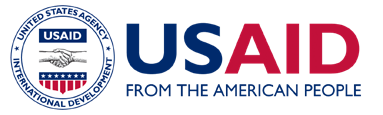 UNITED STATES AGENCY
USAID
INTERNATIONAL DEVELOPMENT
USAID
FROM THE AMERICAN PEOPLE